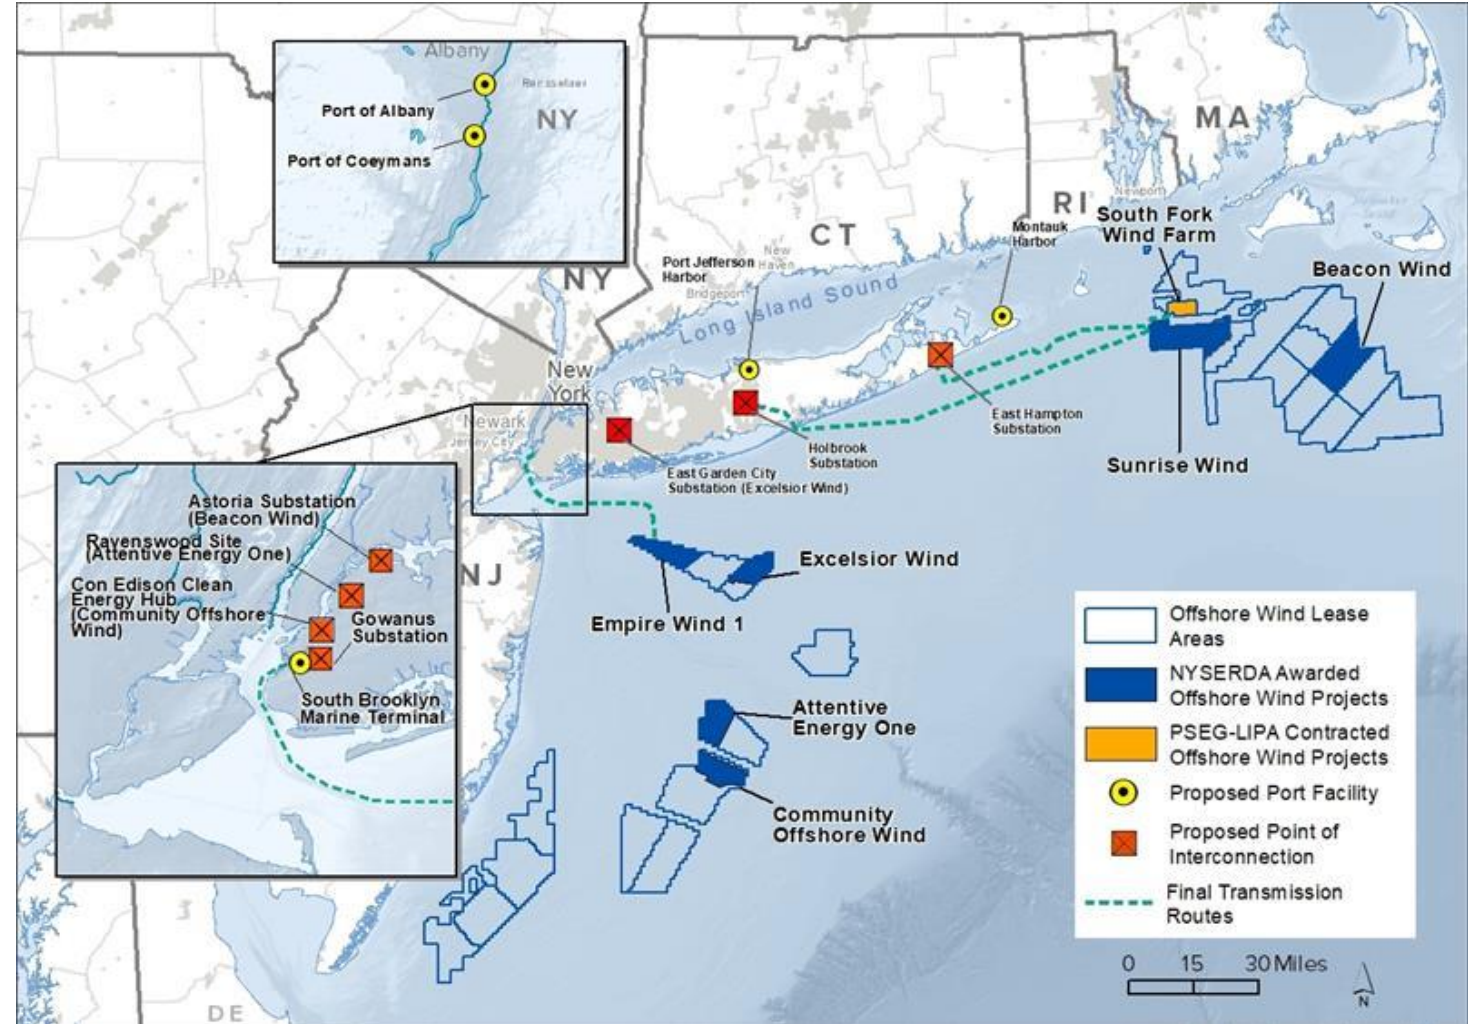 Albany
Rensselaer
NY
Port of Albany
Port of Coeymans
MA
RI
Newport
CT
South Fork
Wind Farm
Montauk
Harbor
New
Haven
Port Jefferson
Harbor
Bridgeport
Long Island Sound
NY
PA
Beacon Wind
New
York
Newark
Jersey City
East Hampton
Substation
Holbrook
Substation
East Garden City
Substation (Excelsior Wind)
Sunrise Wind
Astoria Substation
(Beacon Wind)
Ravenswood Site
(Attentive Energy One)
Con Edison Clean
Energy Hub
(Community Offshore
Wind)
Gowanus
Substation
South Brooklyn
Marine Terminal
NJ
Excelsior Wind
Empire Wind 1
Attentive
Energy One
Community
Offshore Wind
DE
Offshore Wind Lease
Areas
NYSERDA Awarded
Offshore Wind Projects
PSEG-LIPA Contracted
Offshore Wind Projects
Proposed Port Facility
Proposed Point of
Interconnection
Final Transmission
Routes
0 15 30 Miles
N